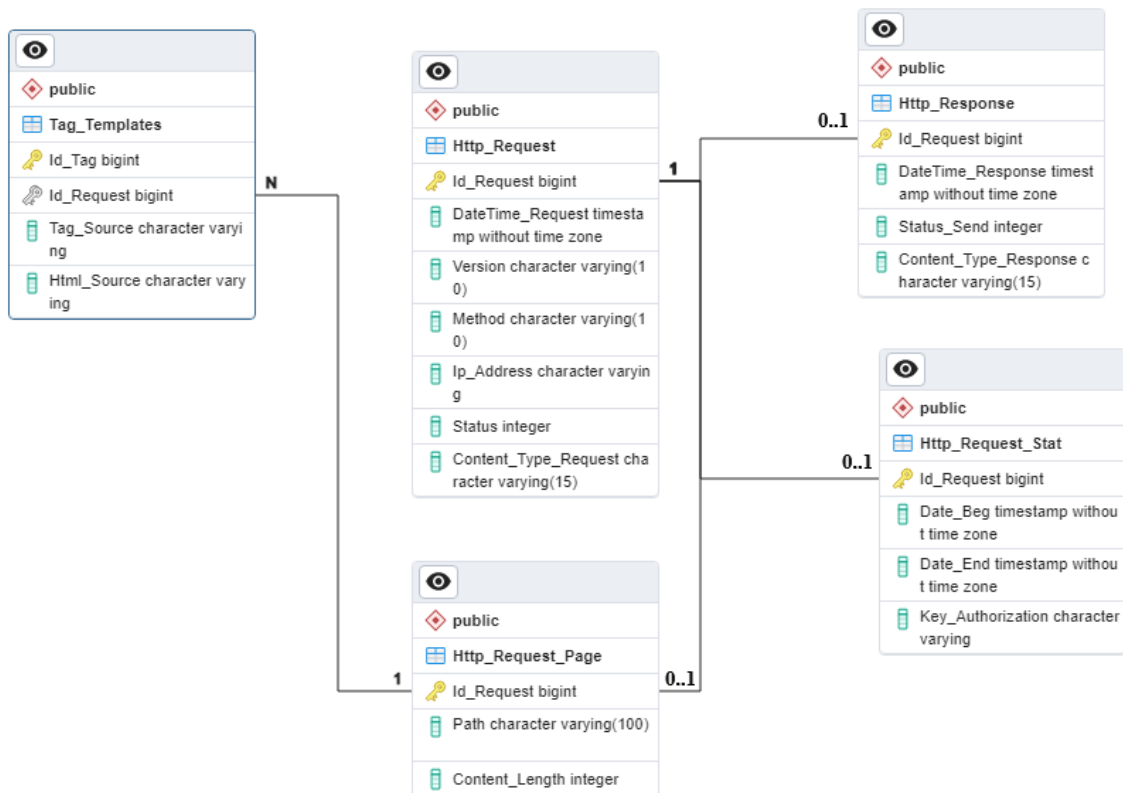 public
Tag_Templates
Id_Tag bigint
Id_Request bigint
Tag_Source character varyi
ng
Html_Source character vary
ing
N
public
Http_Request
Id_Request bigint
DateTime_Request timesta
mp without time zone
Version character varying(1
0)
Method character varying(1
0)
Ip_Address character varyin
g
Status integer
Content_Type_Request cha
racter varying(15)
1
public
Http_Response
Id_Request bigint
DateTime_Response timest
amp without time zone
Status_Send integer
Content_Type_Response c
haracter varying(15)
0..1
public
Http_Request_Stat
Id_Request bigint
Date_Beg timestamp withou
t time zone
Date_End timestamp withou
t time zone
Key_Authorization character
varying
0..1
public
Http_Request_Page
Id_Request bigint
Path character varying(100)
Content_Length integer
1
0..1